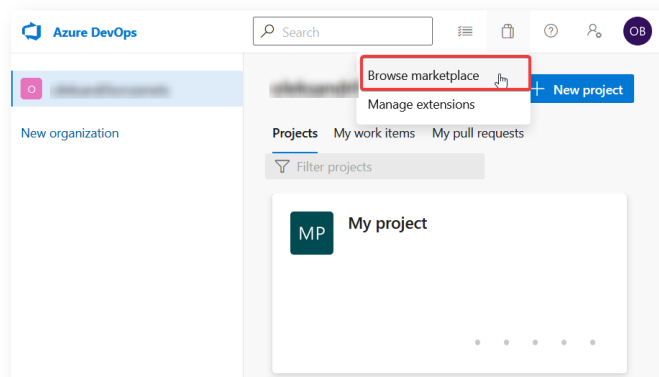 Azure DevOps
Search
OB
O
Browse marketplace
New project
Manage extensions
New organization
Projects My work items My pull requests
Filter projects
MP My project